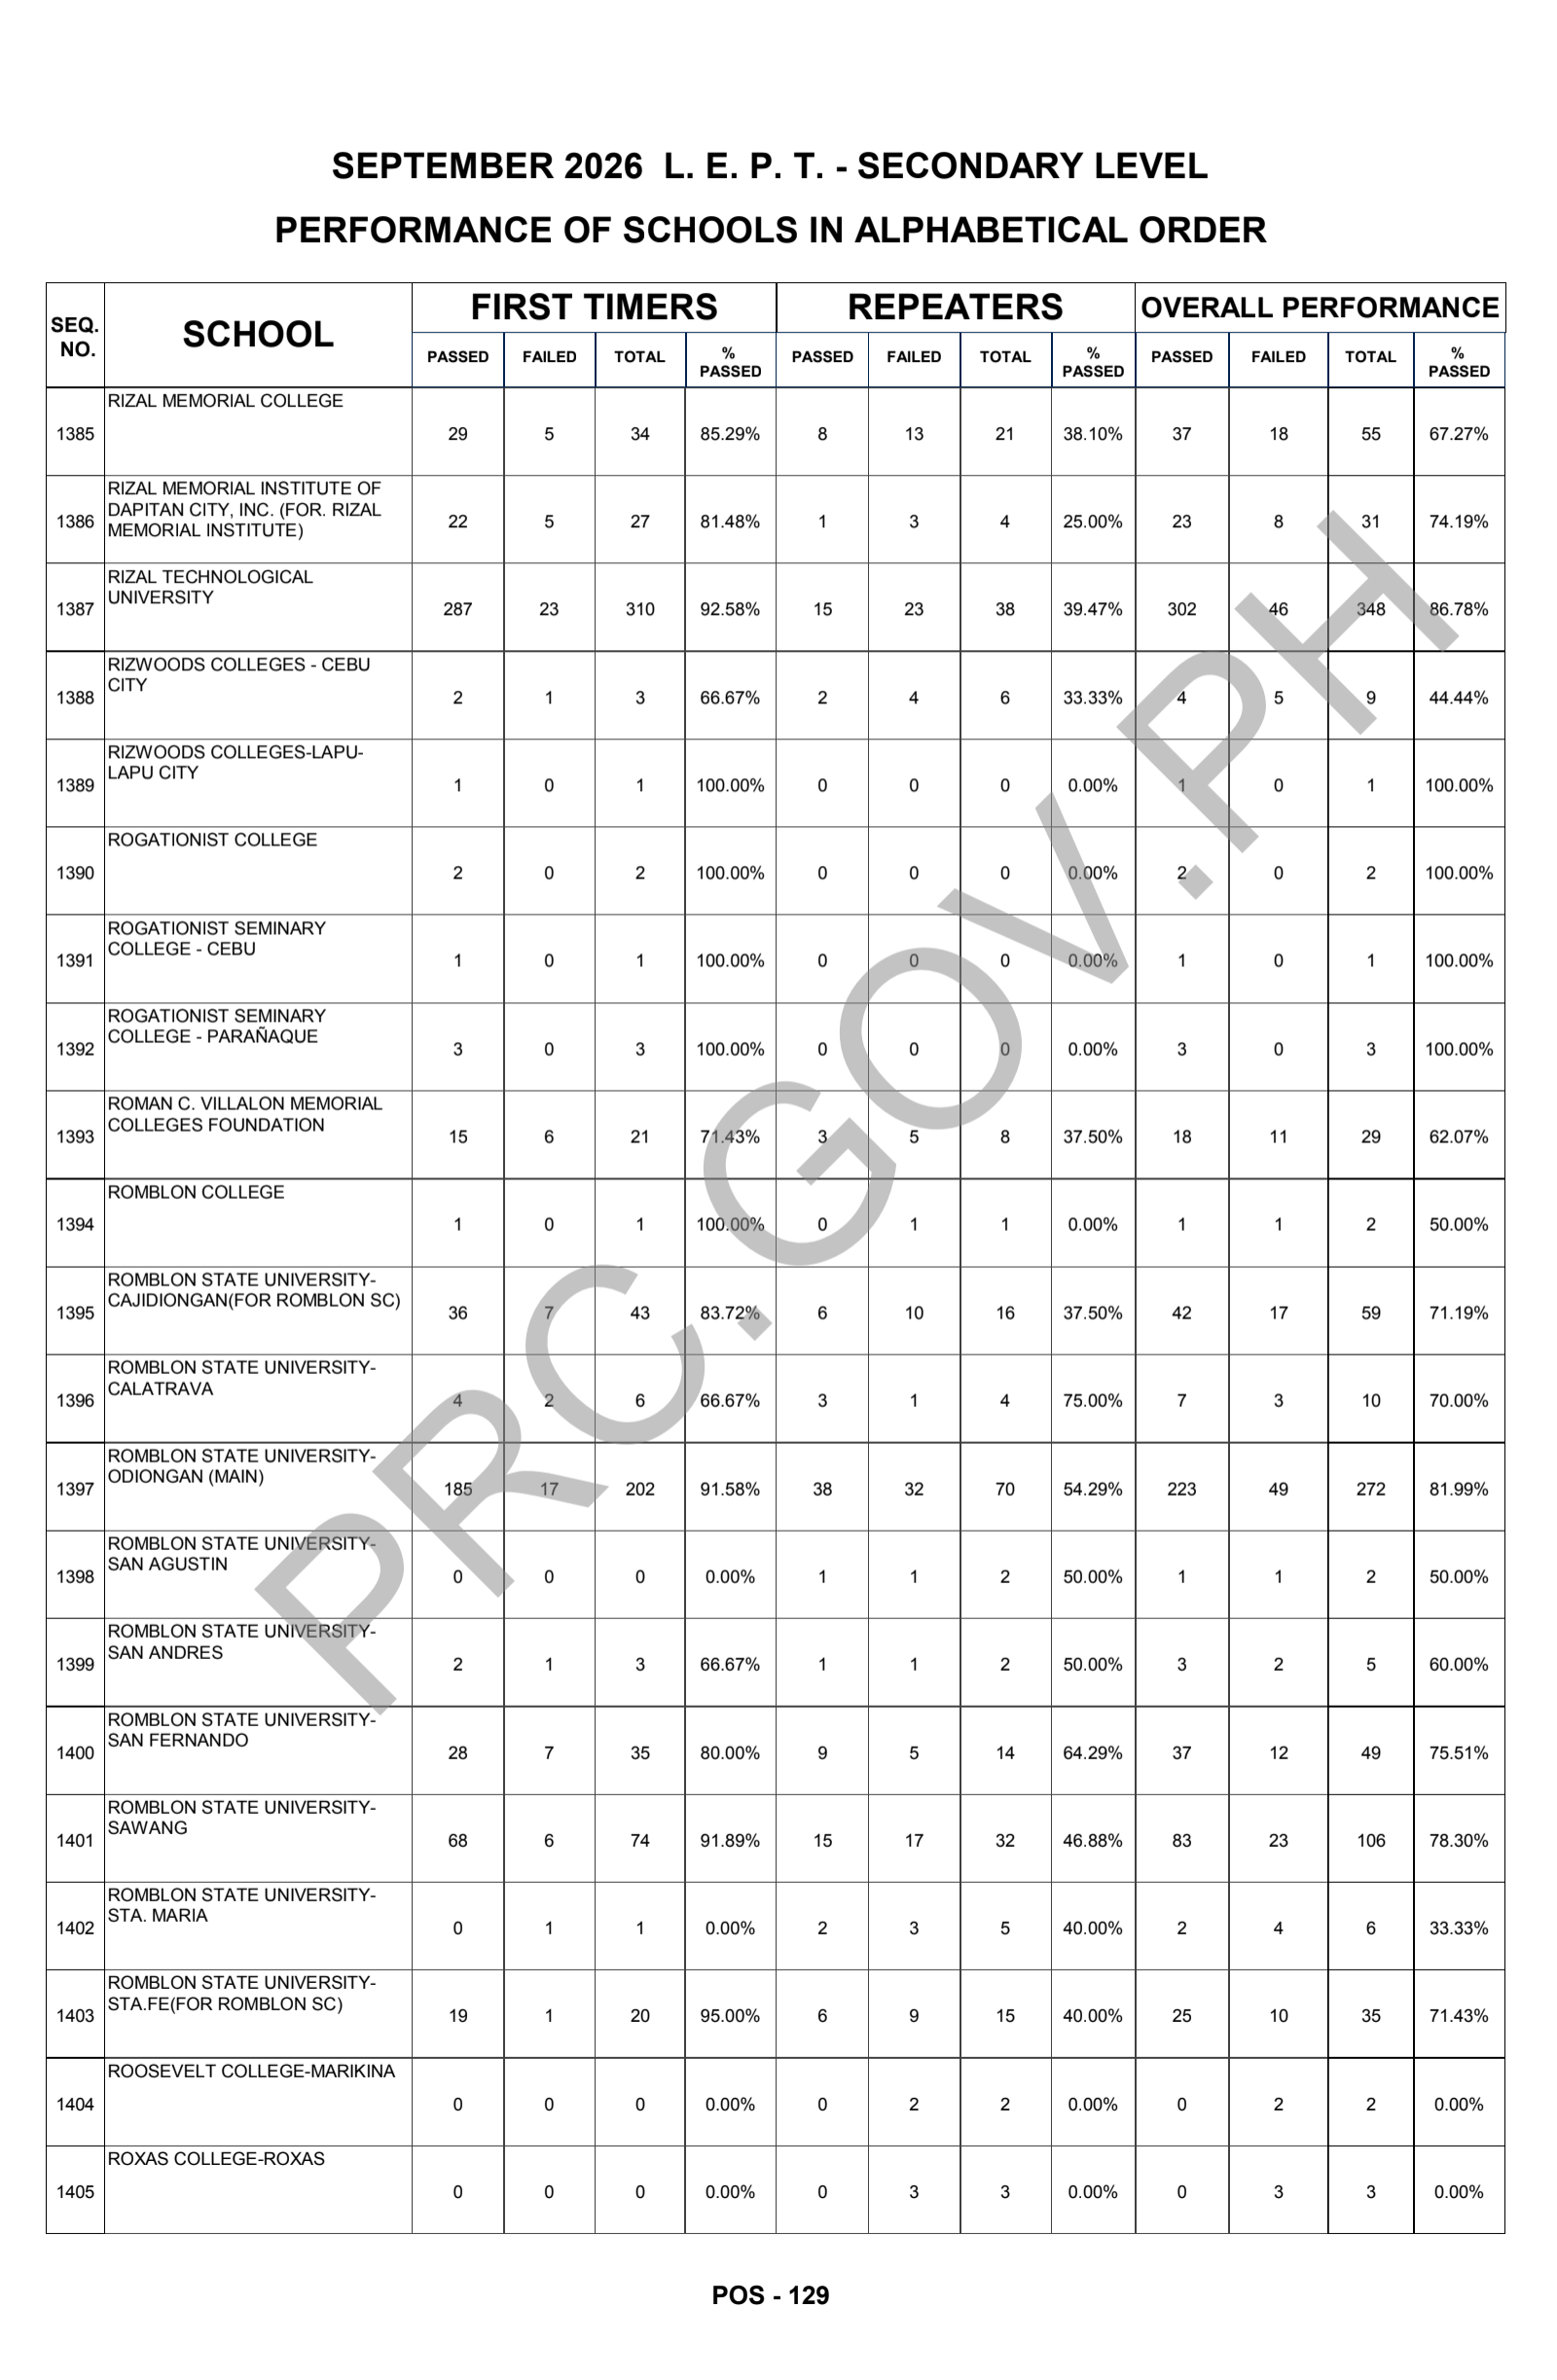 SEPTEMBER 2026 L. E. P. T. - SECONDARY LEVEL
PERFORMANCE OF SCHOOLS IN ALPHABETICAL ORDER
SEQ. NO. SCHOOL FIRST TIMERS REPEATERS OVERALL PERFORMANCE
PASSED FAILED TOTAL % PASSED PASSED FAILED TOTAL % PASSED PASSED FAILED TOTAL % PASSED
RIZAL MEMORIAL COLLEGE
1385 29 5 34 85.29% 8 13 21 38.10% 37 18 55 67.27%
RIZAL MEMORIAL INSTITUTE OF
DAPITAN CITY, INC. (FOR. RIZAL
MEMORIAL INSTITUTE)
1386 22 5 27 81.48% 1 3 4 25.00% 23 8 31 74.19%
RIZAL TECHNOLOGICAL
UNIVERSITY
1387 287 23 310 92.58% 15 23 38 39.47% 302 46 348 86.78%
RIZWOODS COLLEGES - CEBU
CITY
1388 2 1 3 66.67% 2 4 6 33.33% 4 5 9 44.44%
RIZWOODS COLLEGES-LAPU-
LAPU CITY
1389 1 0 1 100.00% 0 0 0 0.00% 1 0 1 100.00%
ROGATIONIST COLLEGE
1390 2 0 2 100.00% 0 0 0 0.00% 2 0 2 100.00%
ROGATIONIST SEMINARY
COLLEGE - CEBU
1391 1 0 1 100.00% 0 0 0 0.00% 1 0 1 100.00%
ROGATIONIST SEMINARY
COLLEGE - PARAÑAQUE
1392 3 0 3 100.00% 0 0 0 0.00% 3 0 3 100.00%
ROMAN C. VILLALON MEMORIAL
COLLEGES FOUNDATION
1393 15 6 21 71.43% 3 5 8 37.50% 18 11 29 62.07%
ROMBLON COLLEGE
1394 1 0 1 100.00% 0 1 1 0.00% 1 1 2 50.00%
ROMBLON STATE UNIVERSITY-
CAJIDIONGAN(FOR ROMBLON SC)
1395 36 7 43 83.72% 6 10 16 37.50% 42 17 59 71.19%
ROMBLON STATE UNIVERSITY-
CALATRAVA
1396 4 2 6 66.67% 3 1 4 75.00% 7 3 10 70.00%
ROMBLON STATE UNIVERSITY-
ODIONGAN (MAIN)
1397 185 17 202 91.58% 38 32 70 54.29% 223 49 272 81.99%
ROMBLON STATE UNIVERSITY-
SAN AGUSTIN
1398 0 0 0 0.00% 1 1 2 50.00% 1 1 2 50.00%
ROMBLON STATE UNIVERSITY-
SAN ANDRES
1399 2 1 3 66.67% 1 1 2 50.00% 3 2 5 60.00%
ROMBLON STATE UNIVERSITY-
SAN FERNANDO
1400 28 7 35 80.00% 9 5 14 64.29% 37 12 49 75.51%
ROMBLON STATE UNIVERSITY-
SAWANG
1401 68 6 74 91.89% 15 17 32 46.88% 83 23 106 78.30%
ROMBLON STATE UNIVERSITY-
STA. MARIA
1402 0 1 1 0.00% 2 3 5 40.00% 2 4 6 33.33%
ROMBLON STATE UNIVERSITY-
STA.FE(FOR ROMBLON SC)
1403 19 1 20 95.00% 6 9 15 40.00% 25 10 35 71.43%
ROOSEVELT COLLEGE-MARIKINA
1404 0 0 0 0.00% 0 2 2 0.00% 0 2 2 0.00%
ROXAS COLLEGE-ROXAS
1405 0 0 0 0.00% 0 3 3 0.00% 0 3 3 0.00%
PRC.GOV.PH
POS - 129